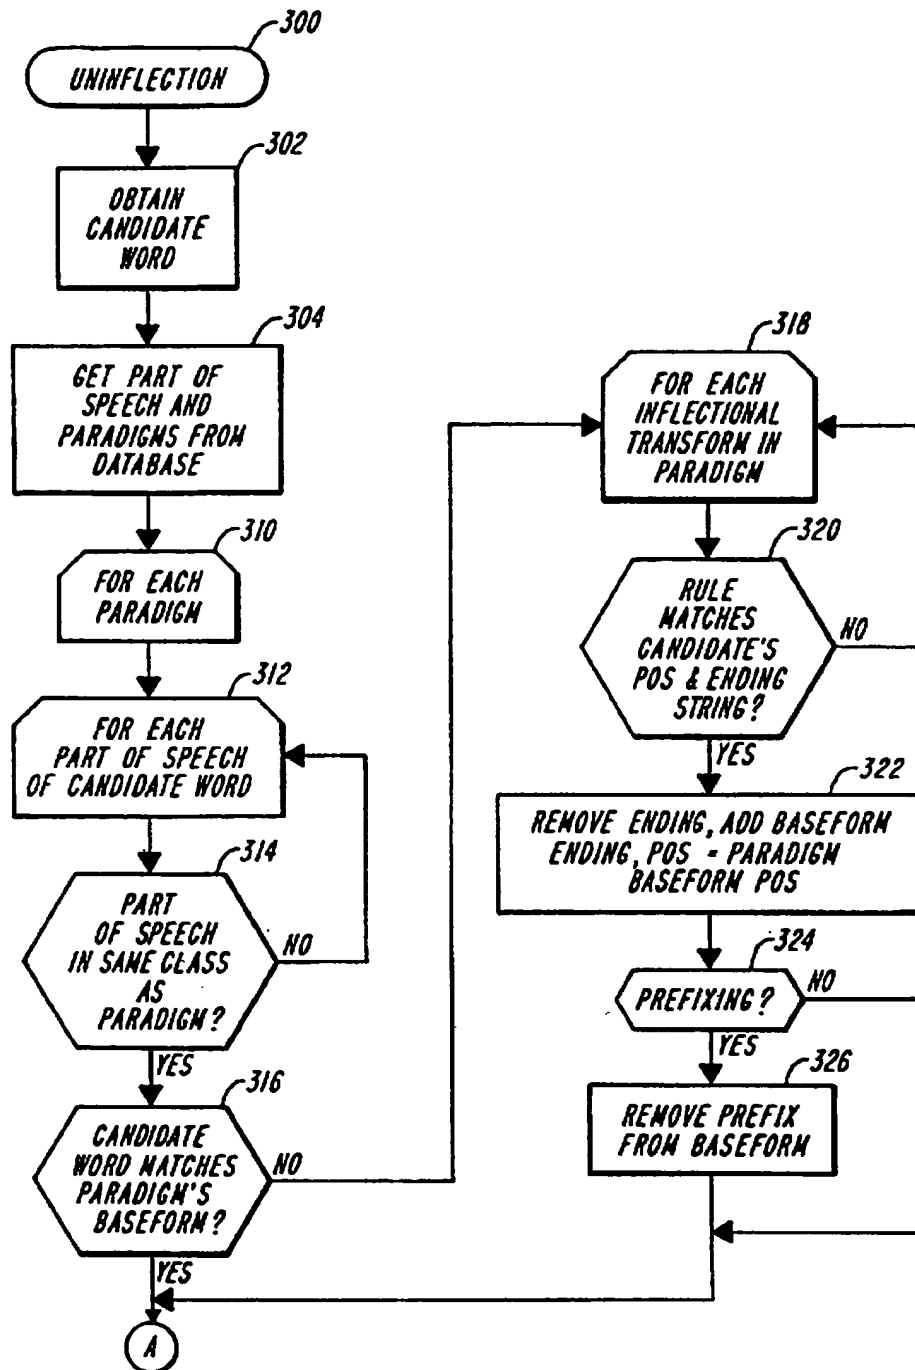 300
UNINFLECTION
302
OBTAIN
CANDIDATE
WORD
304
GET PART OF
SPEECH AND
PARADIGMS FROM
DATABASE
310
FOR EACH
PARADIGM
312
FOR EACH
PART OF SPEECH
OF CANDIDATE WORD
314
PART
OF SPEECH
IN SAME CLASS
AS
PARADIGM?
NO
YES
316
CANDIDATE
WORD MATCHES
PARADIGM'S
BASEFORM?
NO
YES
A
318
FOR EACH
INFLECTIONAL
TRANSFORM IN
PARADIGM
320
RULE
MATCHES
CANDIDATE'S
POS & ENDING
STRING?
NO
YES
322
REMOVE ENDING, ADD BASEFORM
ENDING, POS = PARADIGM
BASEFORM POS
324
PREFIXING?
NO
YES
326
REMOVE PREFIX
FROM BASEFORM